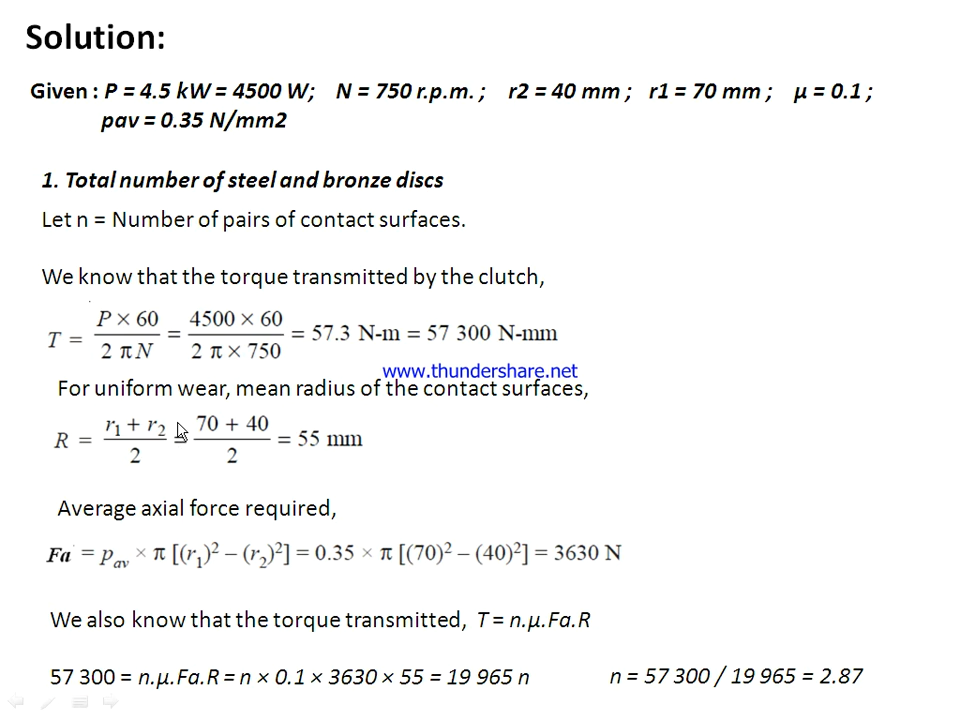 Solution:
Given : P = 4.5 kW = 4500 W; N = 750 r.p.m. ; r2 = 40 mm ; r1 = 70 mm ; μ = 0.1 ;
pav = 0.35 N/mm2
1. Total number of steel and bronze discs
Let n = Number of pairs of contact surfaces.
We know that the torque transmitted by the clutch,
T = P × 60 / 2 π N = 4500 × 60 / 2 π × 750 = 57.3 N-m = 57 300 N-mm
www.thundershare.net
For uniform wear, mean radius of the contact surfaces,
R = r₁ + r₂ / 2 = 70 + 40 / 2 = 55 mm
Average axial force required,
Fa = p_av × π [(r₁)² – (r₂)²] = 0.35 × π [(70)² – (40)²] = 3630 N
We also know that the torque transmitted, T = n.μ.Fa.R
57 300 = n.μ.Fa.R = n × 0.1 × 3630 × 55 = 19 965 n n = 57 300 / 19 965 = 2.87